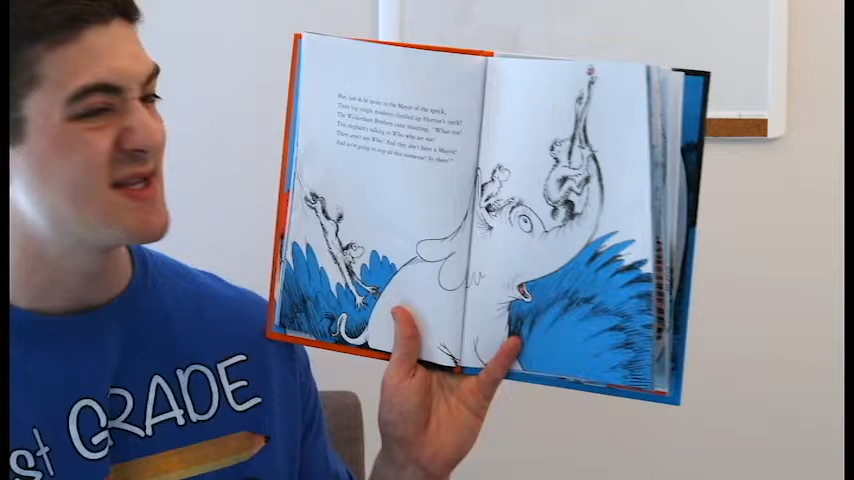 But, just as he spoke to the Mayor of the speck,
Three big jungle monkeys climbed up Horton's neck!
The Wickersham Brothers came shouting, "What rot!
This elephant's talking to Whos who are not!
There aren't any Whos! And they don't have a Mayor!
And we're going to stop all this nonsense! So there!"
1st GRADE